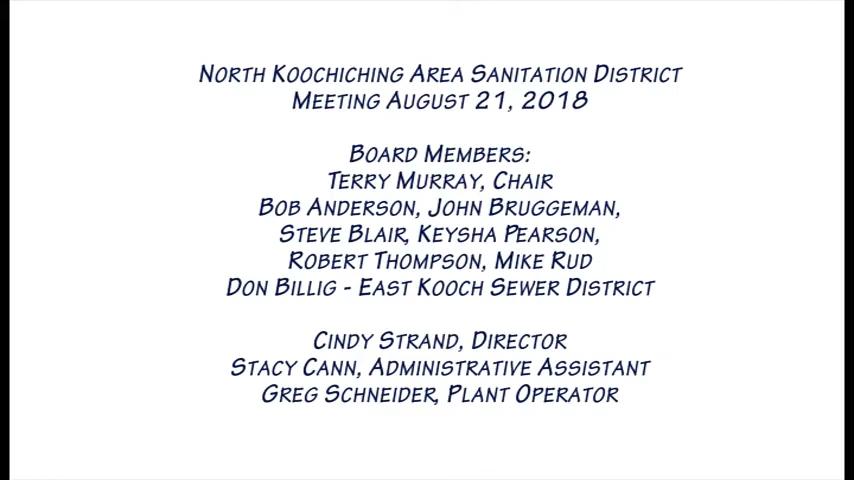 North Koochiching Area Sanitation District
Meeting August 21, 2018
Board Members:
Terry Murray, Chair
Bob Anderson, John Bruggeman,
Steve Blair, Keysha Pearson,
Robert Thompson, Mike Rud
Don Billig - East Kooch Sewer District
Cindy Strand, Director
Stacy Cann, Administrative Assistant
Greg Schneider, Plant Operator